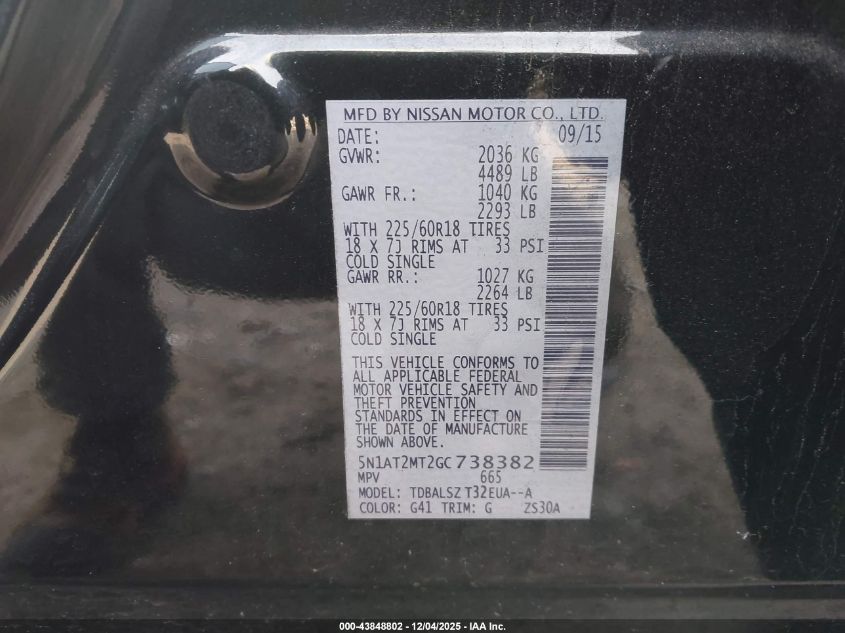 MFD BY NISSAN MOTOR CO., LTD.
DATE: 09/15
GVWR: 2036 KG
4489 LB
GAWR FR.: 1040 KG
2293 LB
WITH 225/60R18 TIRES
18 X 7J RIMS AT 33 PSI
COLD SINGLE
GAWR RR.: 1027 KG
2264 LB
WITH 225/60R18 TIRES
18 X 7J RIMS AT 33 PSI
COLD SINGLE
THIS VEHICLE CONFORMS TO
ALL APPLICABLE FEDERAL
MOTOR VEHICLE SAFETY AND
THEFT PREVENTION
STANDARDS IN EFFECT ON
THE DATE OF MANUFACTURE
SHOWN ABOVE.
5N1AT2MT2GC738382
MPV 665
MODEL: TDBALSZ T32EUA--A
COLOR: G41 TRIM: G ZS30A
000-43848802 - 12/04/2025 - IAA Inc.